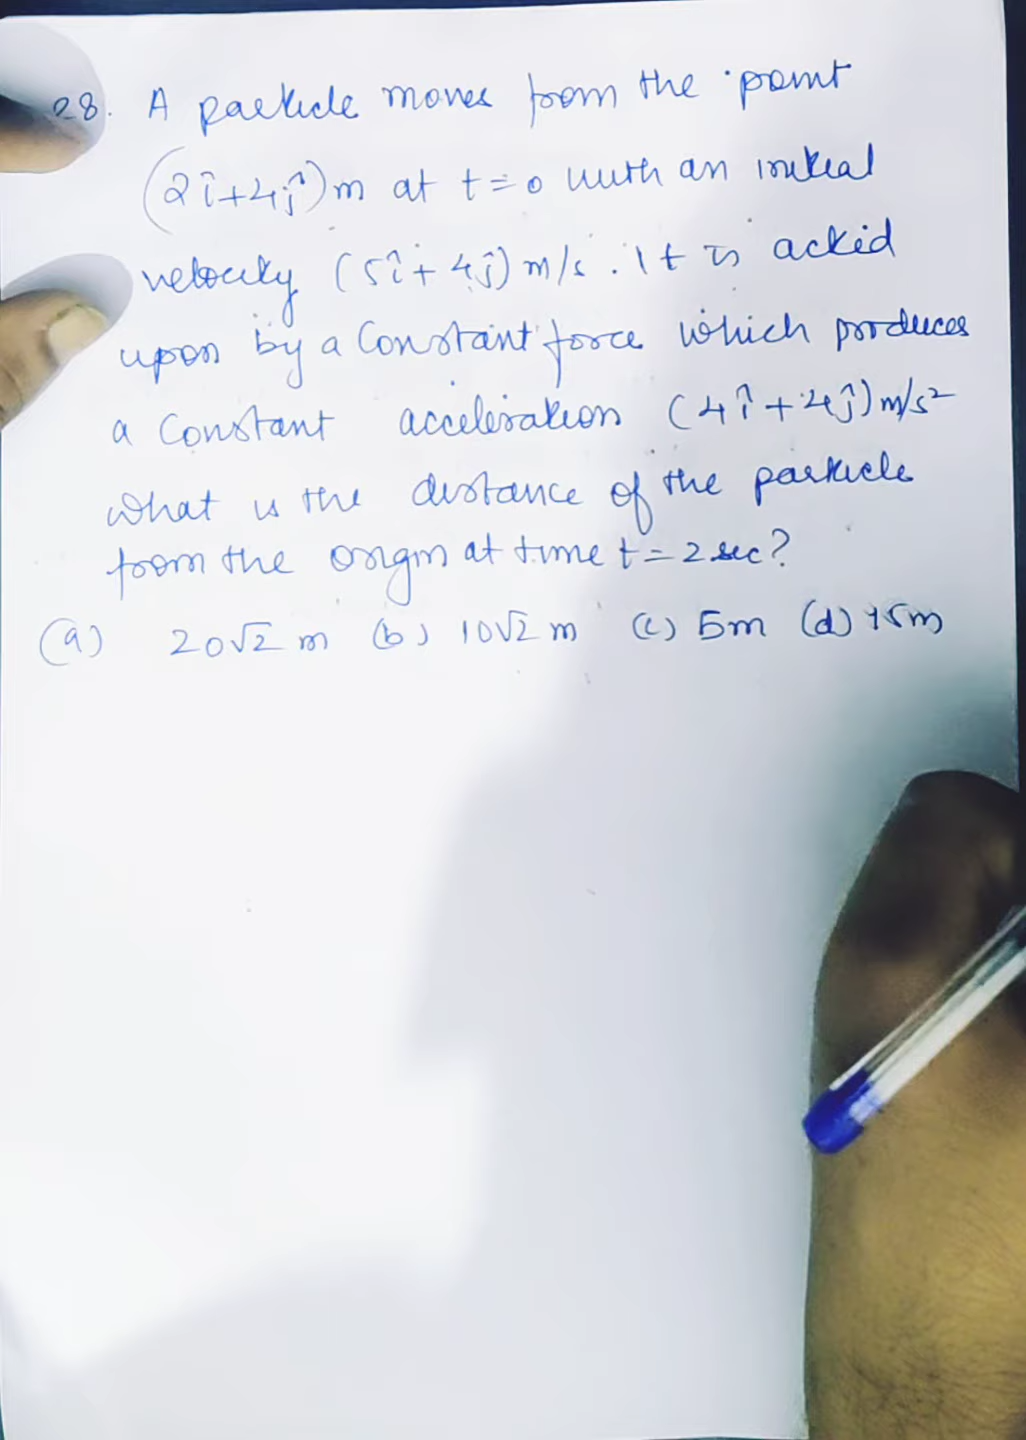 28. A particle moves from the point
(2î+4ĵ)m at t=0 with an initial
velocity (5î+4ĵ) m/s. It is acted
upon by a Constant force which produces
a Constant acceleration (4î+4ĵ)m/s²
what is the distance of the particle
from the origin at time t=2 sec?
(a) 20√2 m (b) 10√2 m (c) 5m (d) 15m